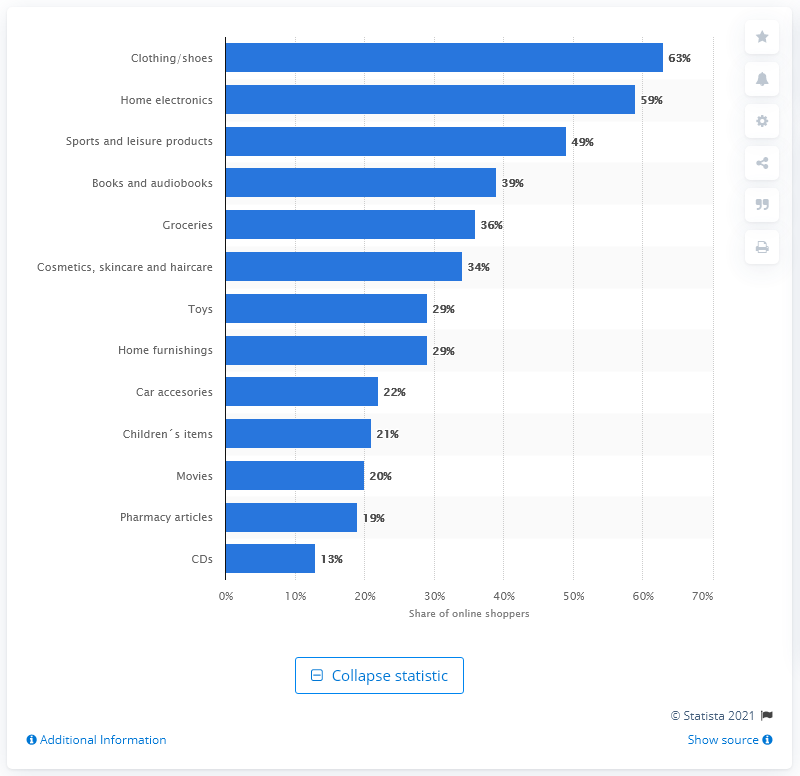 Clothing/shoes 63%
Home electronics 59%
Sports and leisure products 49%
Books and audiobooks 39%
Groceries 36%
Cosmetics, skincare and haircare 34%
Toys 29%
Home furnishings 29%
Car accesories 22%
Children´s items 21%
Movies 20%
Pharmacy articles 19%
CDs 13%
0% 10% 20% 30% 40% 50% 60% 70%
Share of online shoppers
Collapse statistic
© Statista 2021
Additional Information Show source